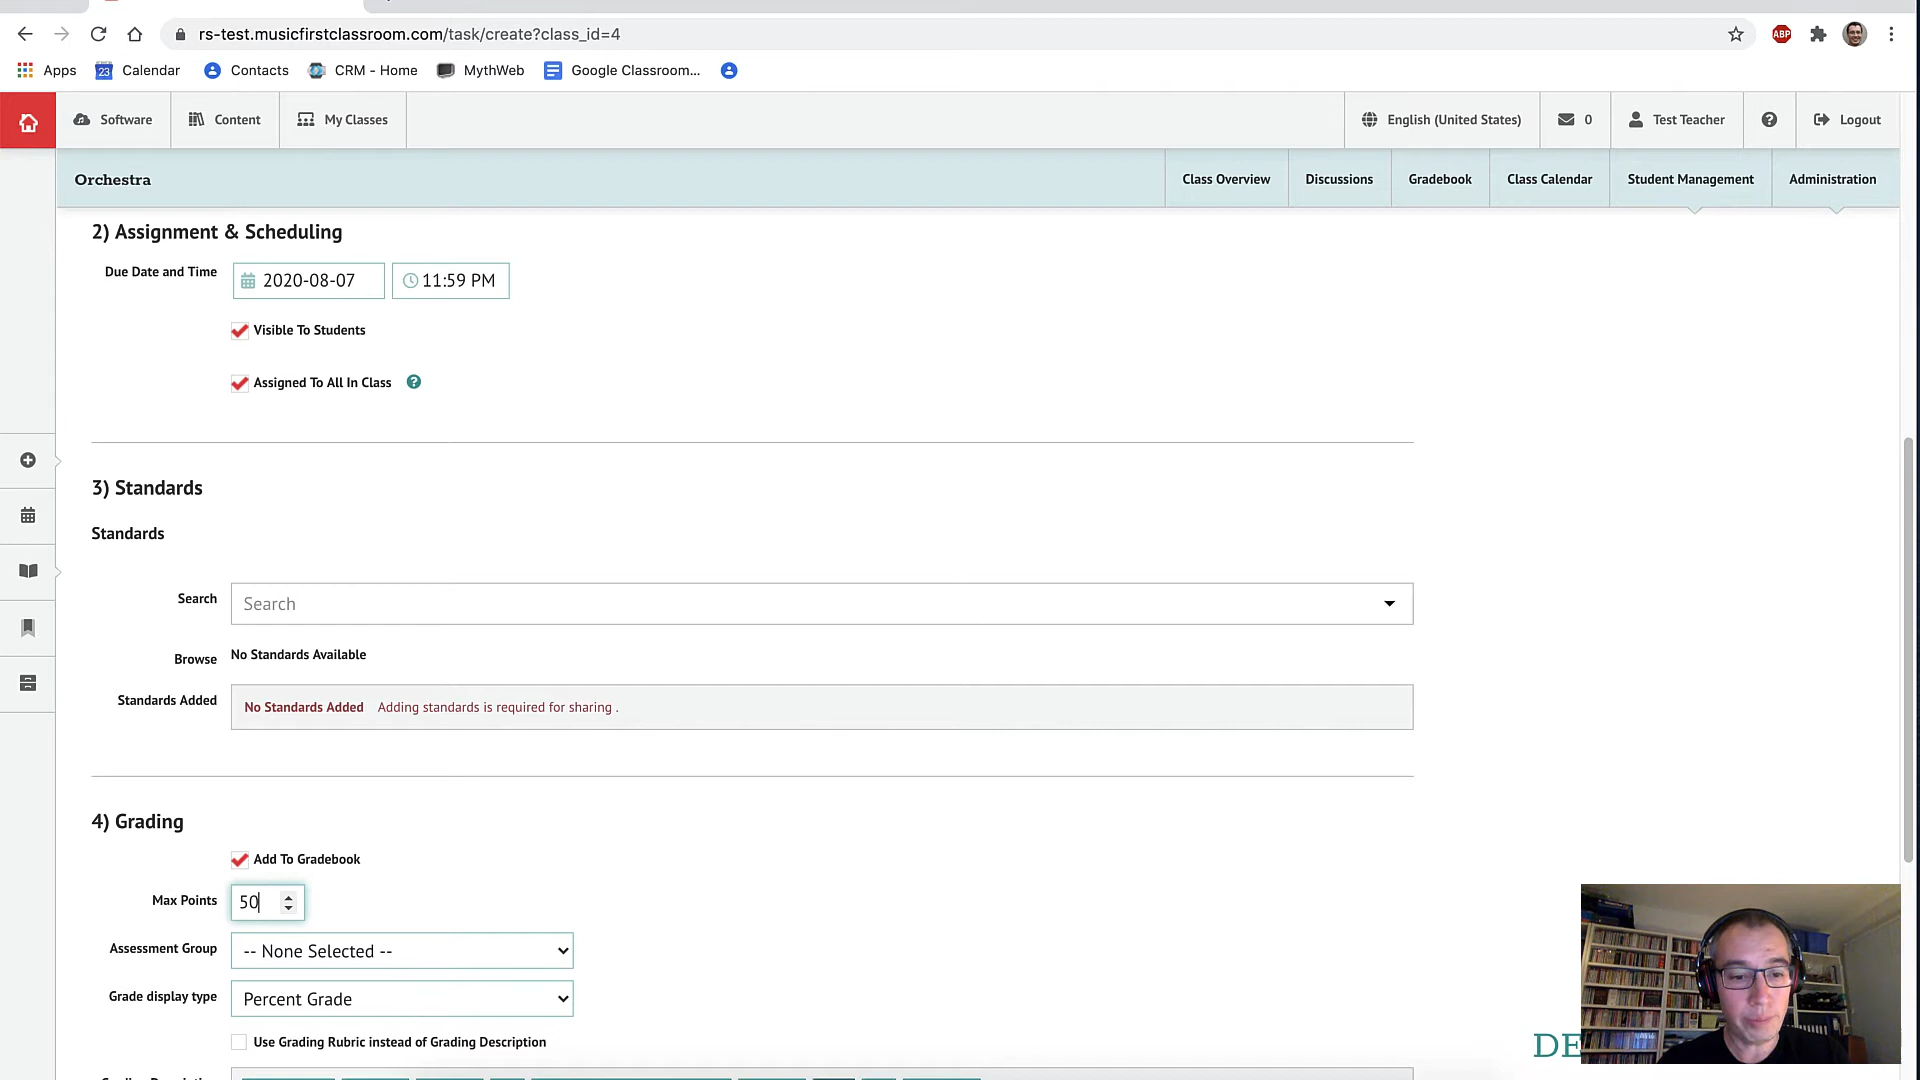 rs-test.musicfirstclassroom.com/task/create?class_id=4
ABP
Apps
23 Calendar
Contacts
CRM - Home
MythWeb
Google Classroom...
Software
Content
My Classes
English (United States)
0
Test Teacher
?
Logout
Orchestra
Class Overview
Discussions
Gradebook
Class Calendar
Student Management
Administration
2) Assignment & Scheduling
Due Date and Time
2020-08-07
11:59 PM
Visible To Students
Assigned To All In Class ?
3) Standards
Standards
Search
Search
Browse
No Standards Available
Standards Added
No Standards Added Adding standards is required for sharing .
4) Grading
Add To Gradebook
Max Points
50
Assessment Group
-- None Selected --
Grade display type
Percent Grade
Use Grading Rubric instead of Grading Description
DE